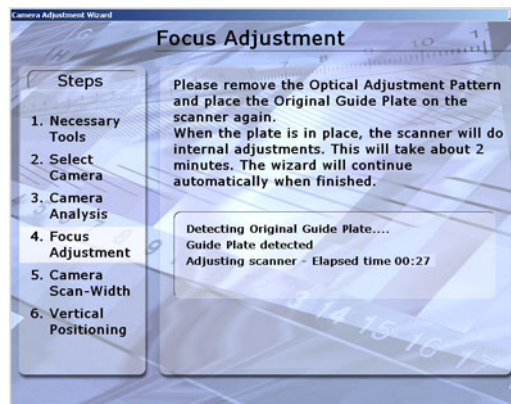 Camera Adjustment Wizard
Focus Adjustment
Steps
1. Necessary
Tools
2. Select
Camera
3. Camera
Analysis
4. Focus
Adjustment
5. Camera
Scan-Width
6. Vertical
Positioning
Please remove the Optical Adjustment Pattern
and place the Original Guide Plate on the
scanner again.
When the plate is in place, the scanner will do
internal adjustments. This will take about 2
minutes. The wizard will continue
automatically when finished.
Detecting Original Guide Plate....
Guide Plate detected
Adjusting scanner - Elapsed time 00:27